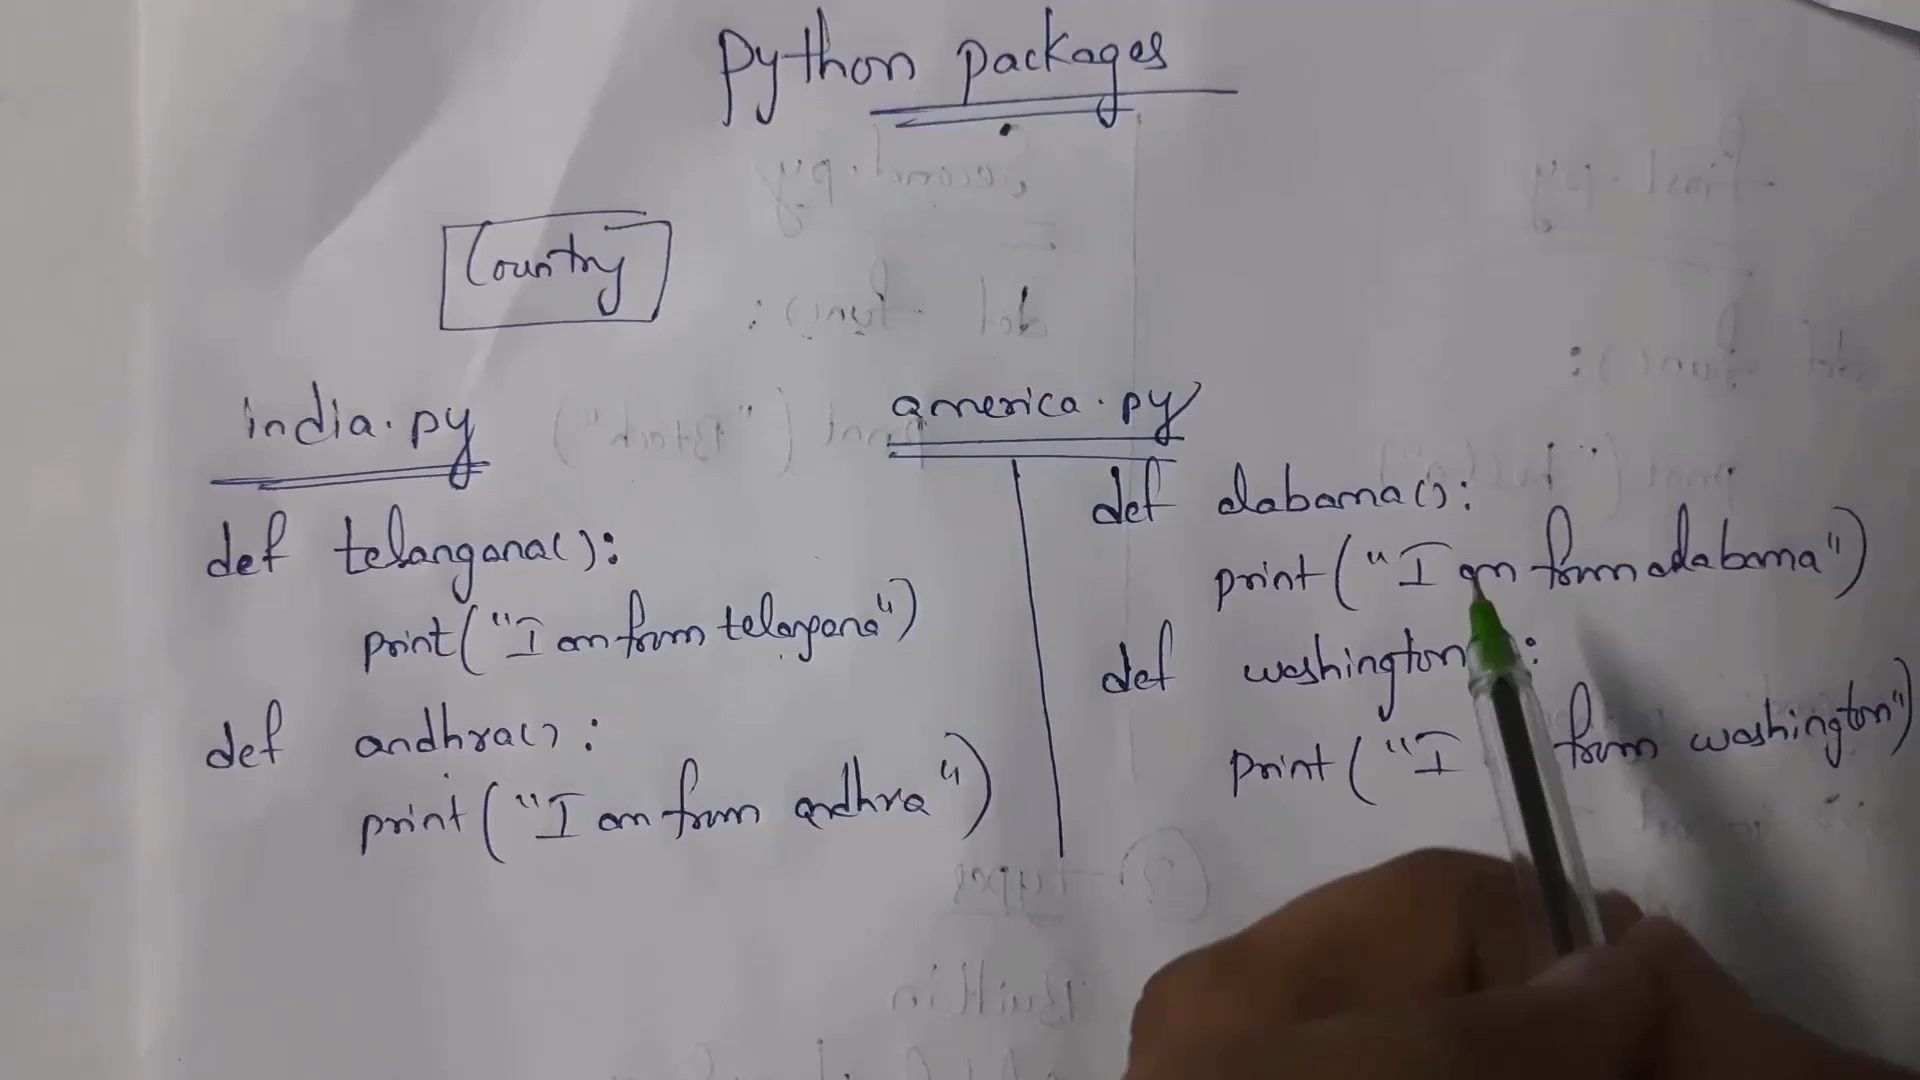 Python packages
Country
india.py
def telangana():
print("I am from telangana")
def andhra():
print("I am from andhra")
america.py
def alabama():
print("I am from alabama")
def washington :
print("I from washington")